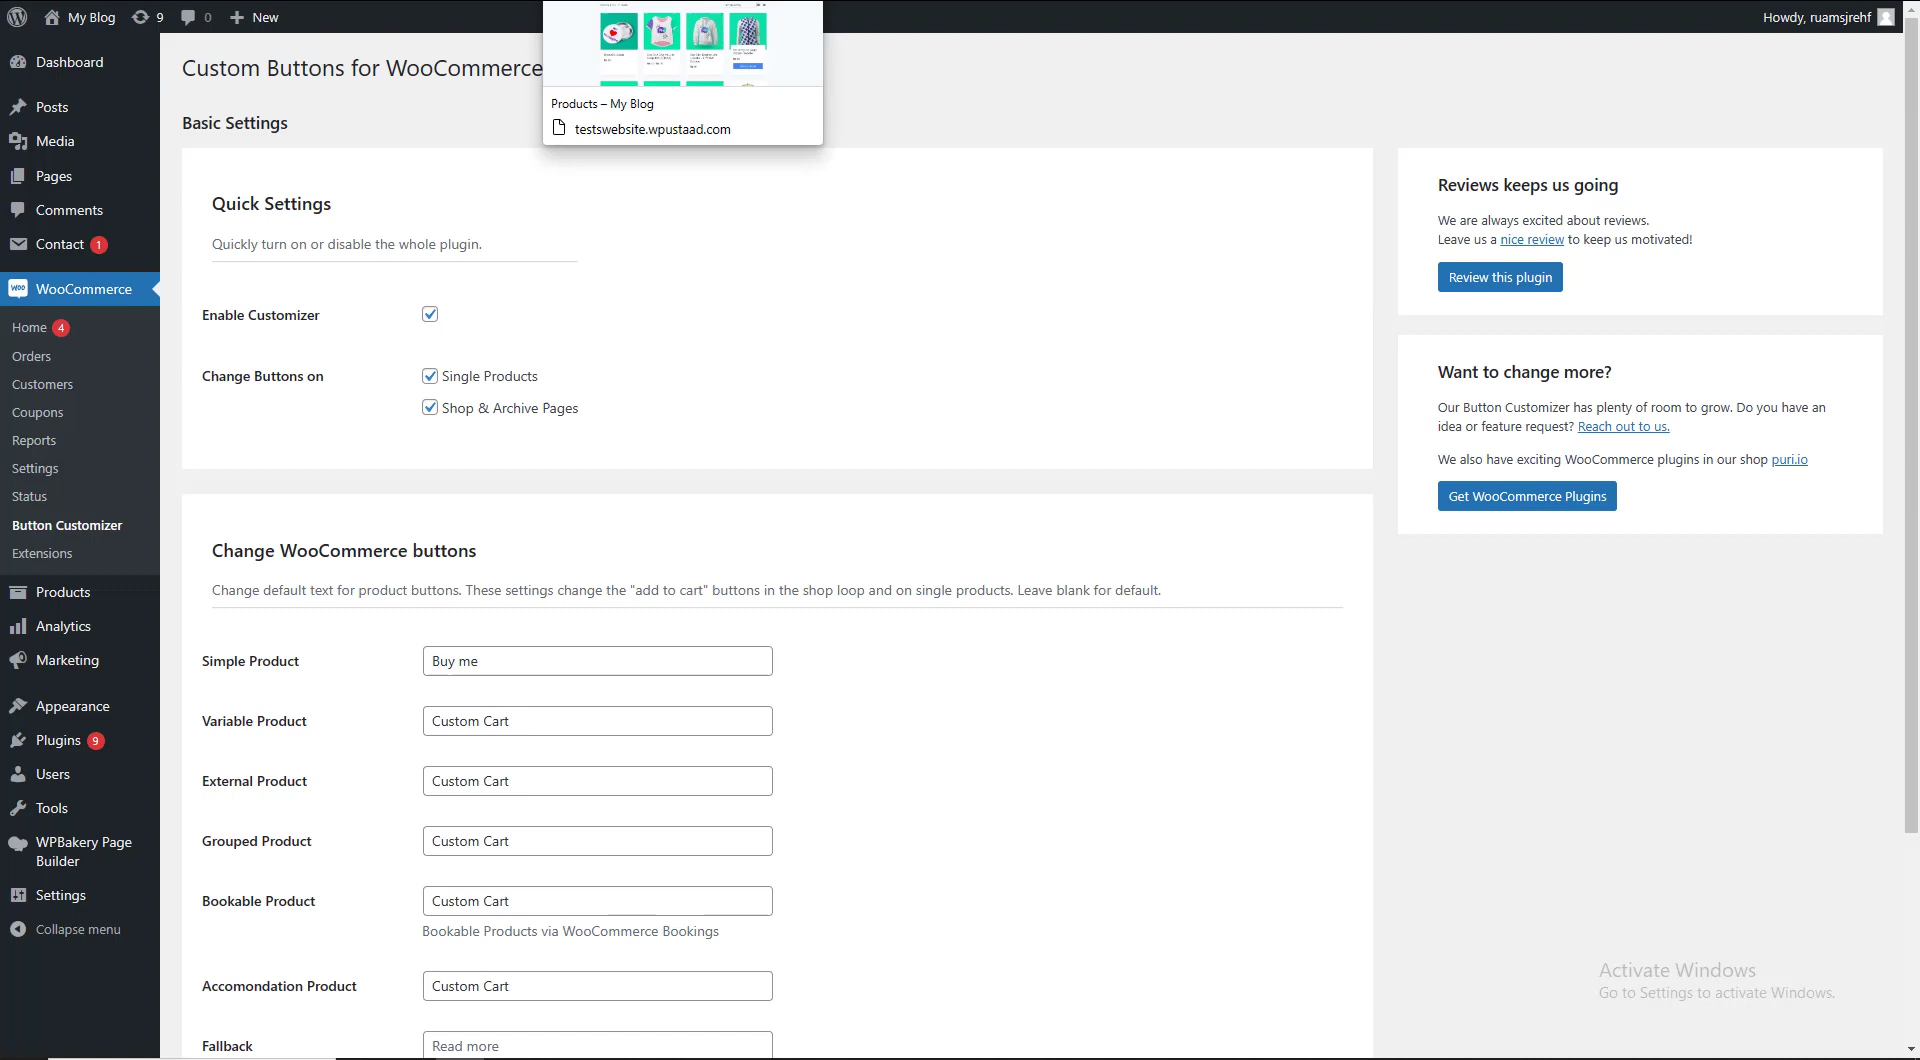 My Blog
9
0
New
Howdy, ruamsjrehf
Dashboard
Posts
Media
Pages
Comments
Contact 1
WooCommerce
Home 4
Orders
Customers
Coupons
Reports
Settings
Status
Button Customizer
Extensions
Products
Analytics
Marketing
Appearance
Plugins 9
Users
Tools
WPBakery Page
Builder
Settings
Collapse menu
Custom Buttons for WooCommerce
Products – My Blog
testswebsite.wpustaad.com
Basic Settings
Quick Settings
Quickly turn on or disable the whole plugin.
Enable Customizer
Change Buttons on
Single Products
Shop & Archive Pages
Change WooCommerce buttons
Change default text for product buttons. These settings change the "add to cart" buttons in the shop loop and on single products. Leave blank for default.
Simple Product
Buy me
Variable Product
Custom Cart
External Product
Custom Cart
Grouped Product
Custom Cart
Bookable Product
Custom Cart
Bookable Products via WooCommerce Bookings
Accomondation Product
Custom Cart
Fallback
Read more
Reviews keeps us going
We are always excited about reviews.
Leave us a nice review to keep us motivated!
Review this plugin
Want to change more?
Our Button Customizer has plenty of room to grow. Do you have an
idea or feature request? Reach out to us.
We also have exciting WooCommerce plugins in our shop puri.io
Get WooCommerce Plugins
Activate Windows
Go to Settings to activate Windows.